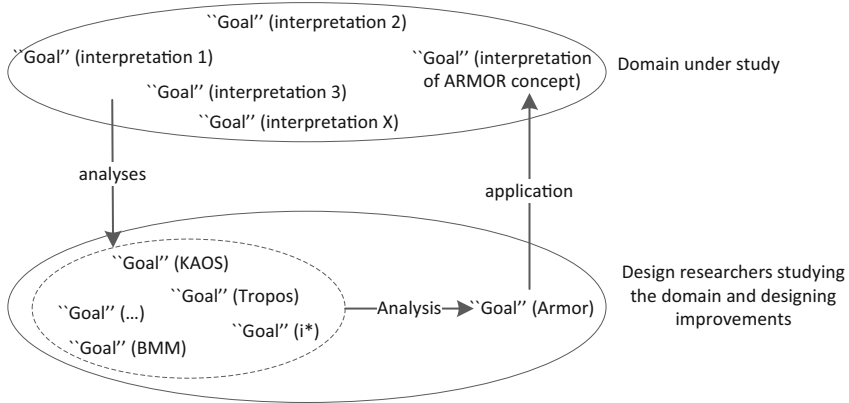 ``Goal'' (interpretation 2)
``Goal'' (interpretation 1)
``Goal'' (interpretation
of ARMOR concept)
Domain under study
``Goal'' (interpretation 3)
``Goal'' (interpretation X)
analyses
application
``Goal'' (KAOS)
``Goal'' (Tropos)
``Goal'' (…)
``Goal'' (i*)
``Goal'' (BMM)
Analysis
``Goal'' (Armor)
Design researchers studying
the domain and designing
improvements